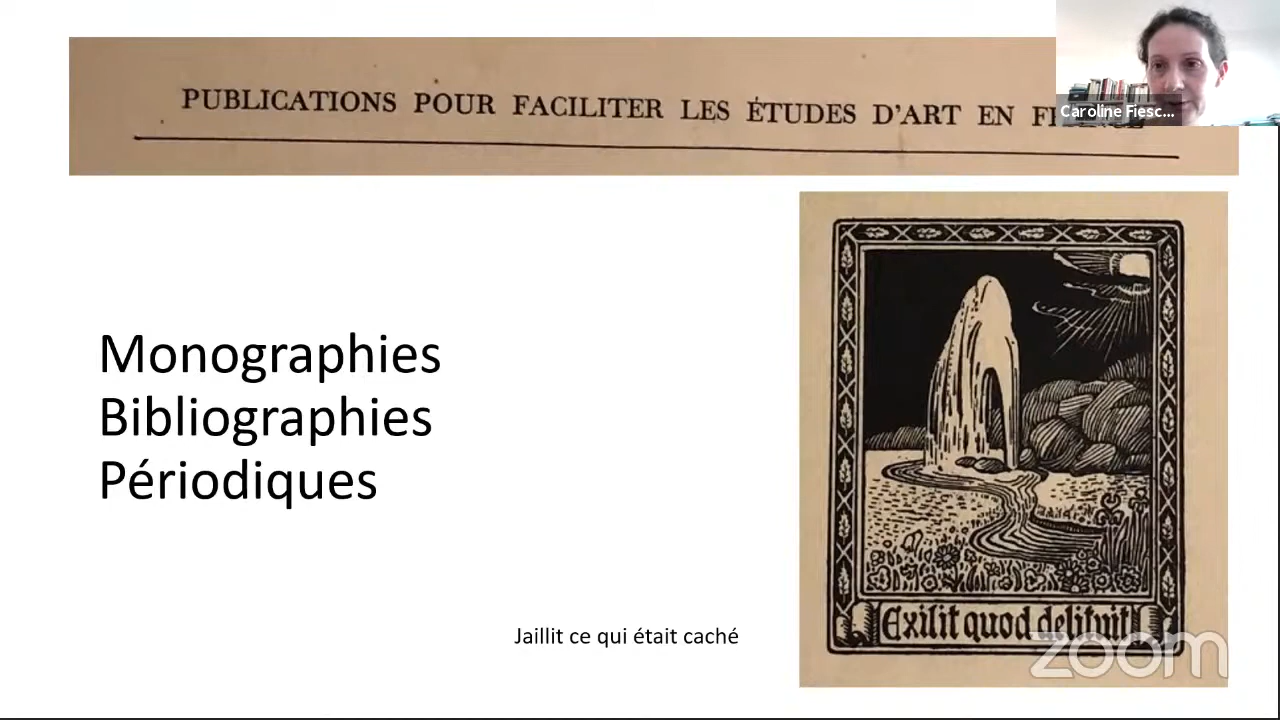 PUBLICATIONS POUR FACILITER LES ÉTUDES D'ART EN
Caroline Fiesc...
Monographies
Bibliographies
Périodiques
Jaillit ce qui était caché
Exilit quod delituit
zoom